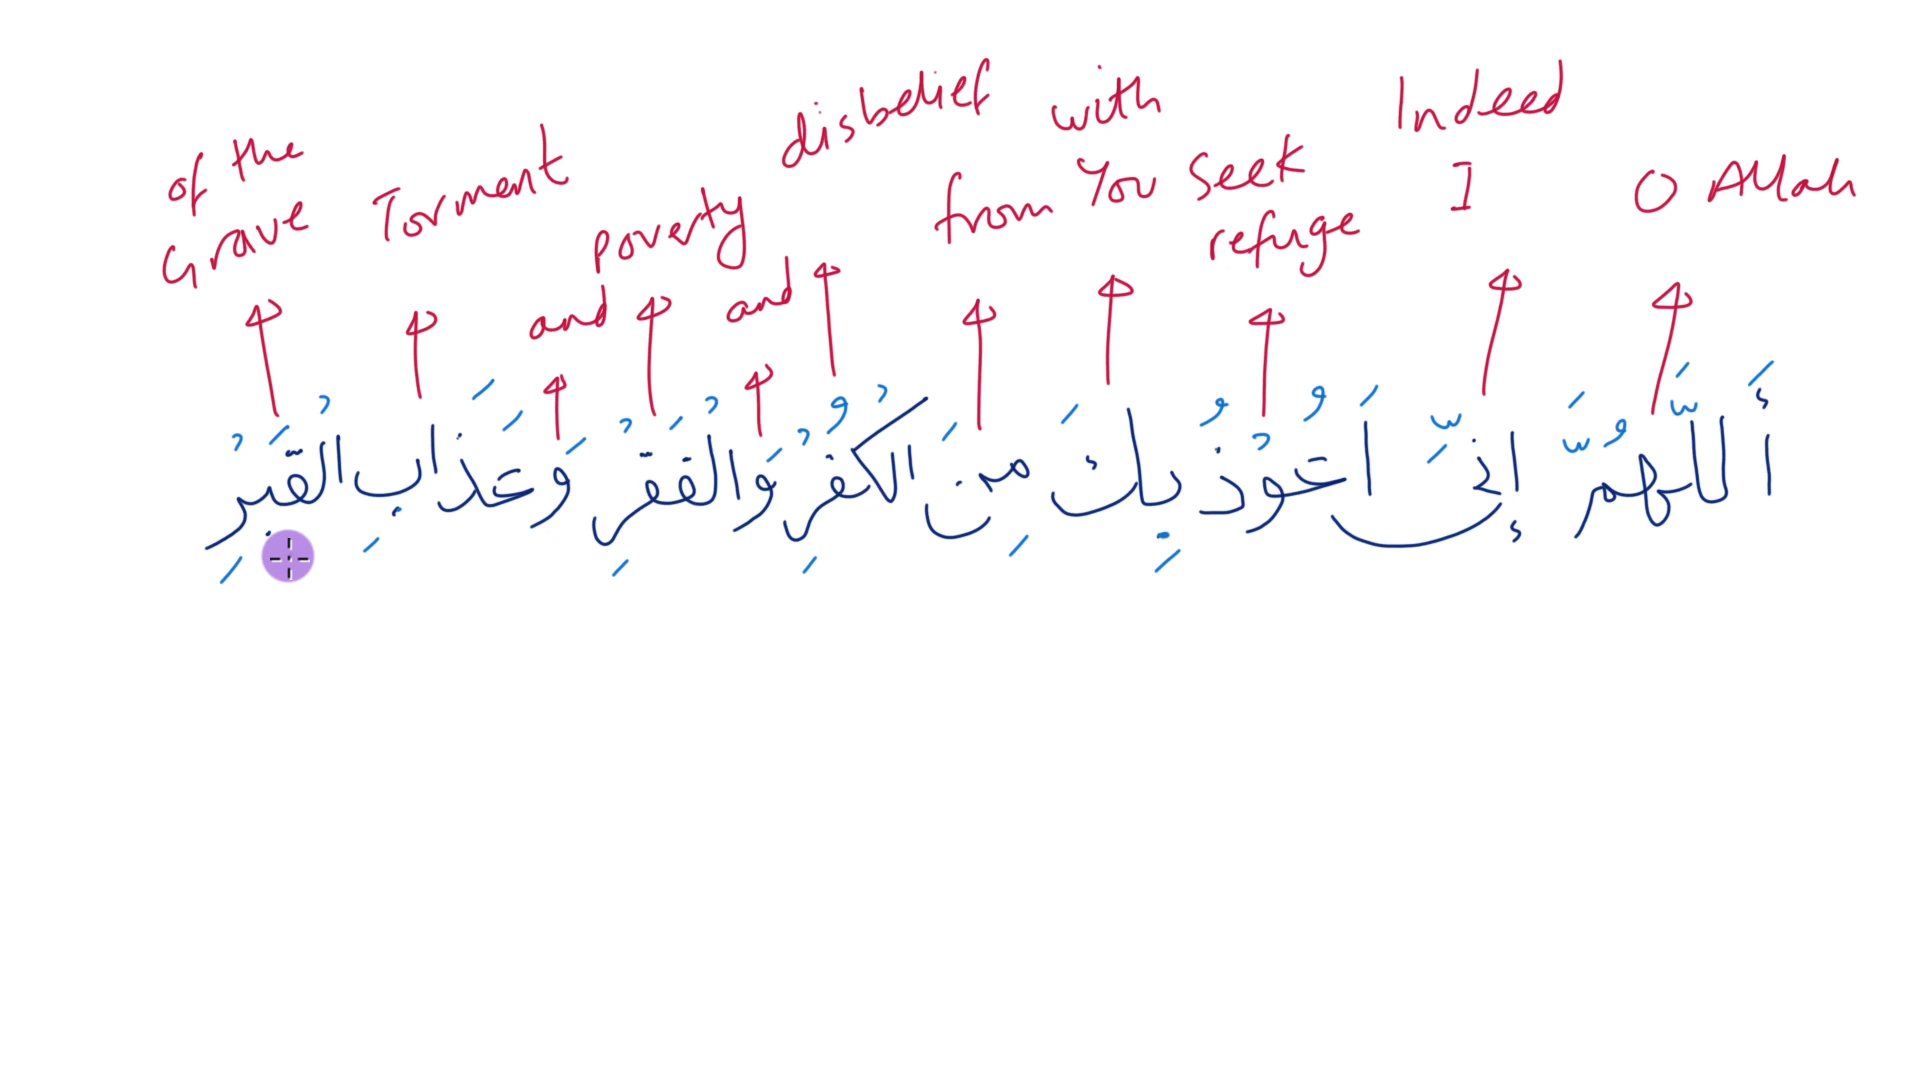 of the Grave Torment poverty disbelief from with You Seek refuge Indeed I O Allah
and and
أَللَّهُمَّ إِنِّى أَعُوْذُ بِكَ مِنَ الْكُفْرِ وَالْفَقْرِ وَعَذَابِ الْقَبْرِ